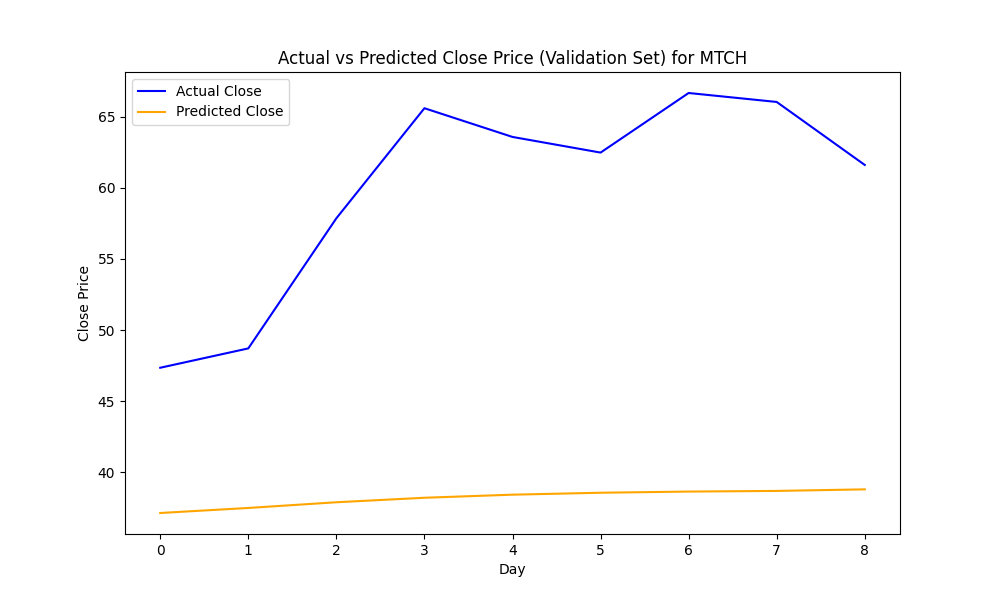 Actual vs Predicted Close Price (Validation Set) for MTCH
Actual Close
Predicted Close
Close Price
65
60
55
50
45
40
0 1 2 3 4 5 6 7 8
Day